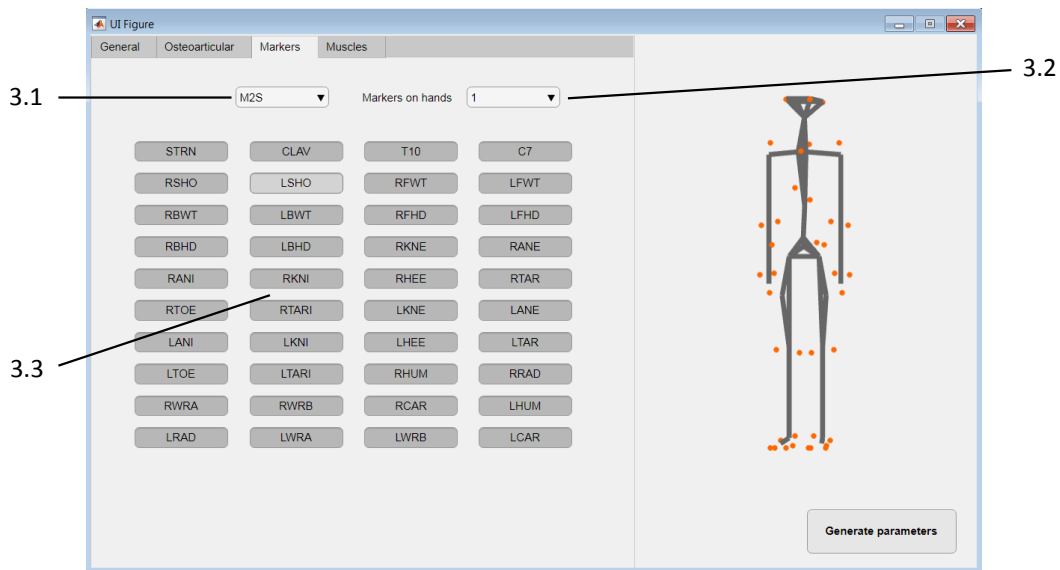 UI Figure
General Osteoarticular Markers Muscles
3.1
3.2
M2S Markers on hands 1
STRN CLAV T10 C7
RSHO LSHO RFWT LFWT
RBWT LBWT RFHD LFHD
RBHD LBHD RKNE RANE
RANI RKNI RHEE RTAR
RTOE RTARI LKNE LANE
LANI LKNI LHEE LTAR
3.3
LTOE LTARI RHUM RRAD
RWRA RWRB RCAR LHUM
LRAD LWRA LWRB LCAR
Generate parameters